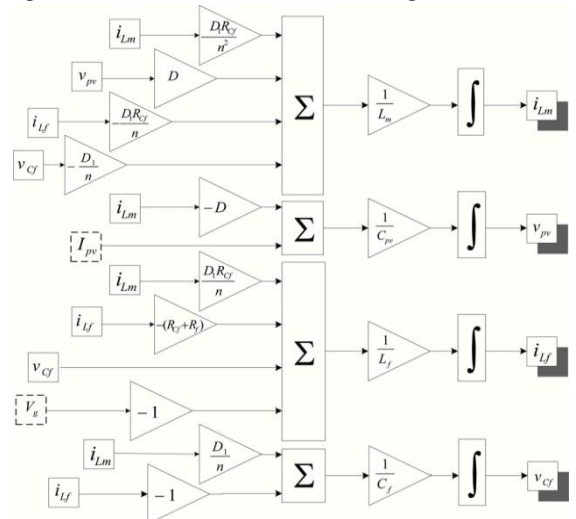 i_Lm D_1R_Cf / n^2
v_pv D
i_Lf -D_1R_Cf / n
v_Cf -D_1 / n
Σ 1 / L_m ∫ i_Lm
i_Lm -D
I_pv
Σ 1 / C_pv ∫ v_pv
i_Lm D_1R_Cf / n
i_Lf -(R_Cf+R_f)
v_Cf
V_g -1
Σ 1 / L_f ∫ i_Lf
i_Lm D_1 / n
i_Lf -1
Σ 1 / C_f ∫ v_Cf